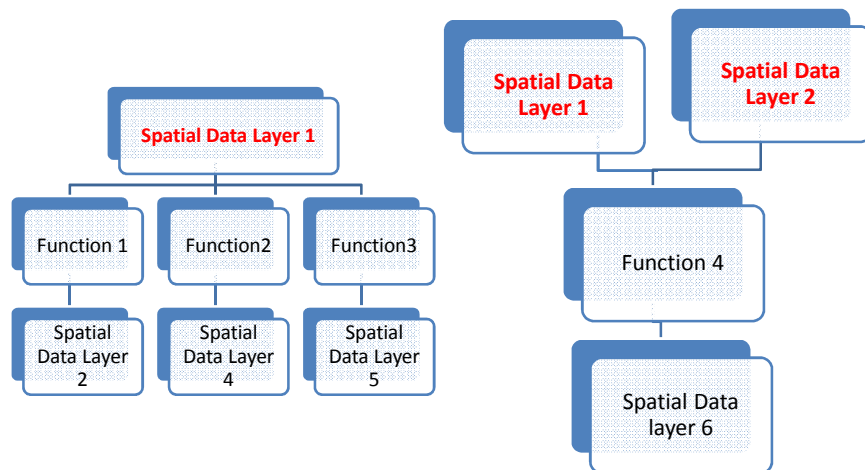 Spatial Data Layer 1
Function 1
Function2
Function3
Spatial
Data Layer
2
Spatial
Data Layer
4
Spatial
Data Layer
5
Spatial Data
Layer 1
Spatial Data
Layer 2
Function 4
Spatial Data
layer 6